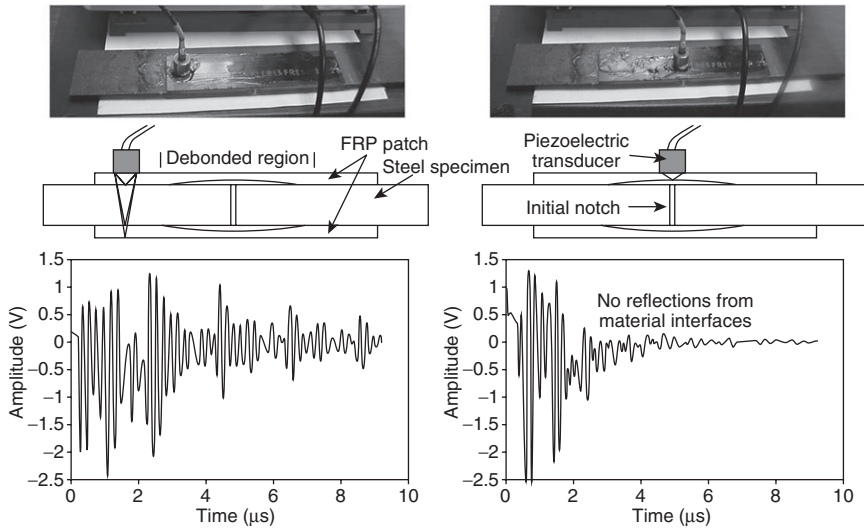 FRP patch
Debonded region
Steel specimen
Piezoelectric
transducer
Initial notch
Amplitude (V)
1.5
1
0.5
0
−0.5
−1
−1.5
−2
−2.5
0
2
4
6
8
10
Time (μs)
Amplitude (V)
1.5
1
0.5
0
−0.5
−1
−1.5
−2
−2.5
No reflections from
material interfaces
0
2
4
6
8
10
Time (μs)